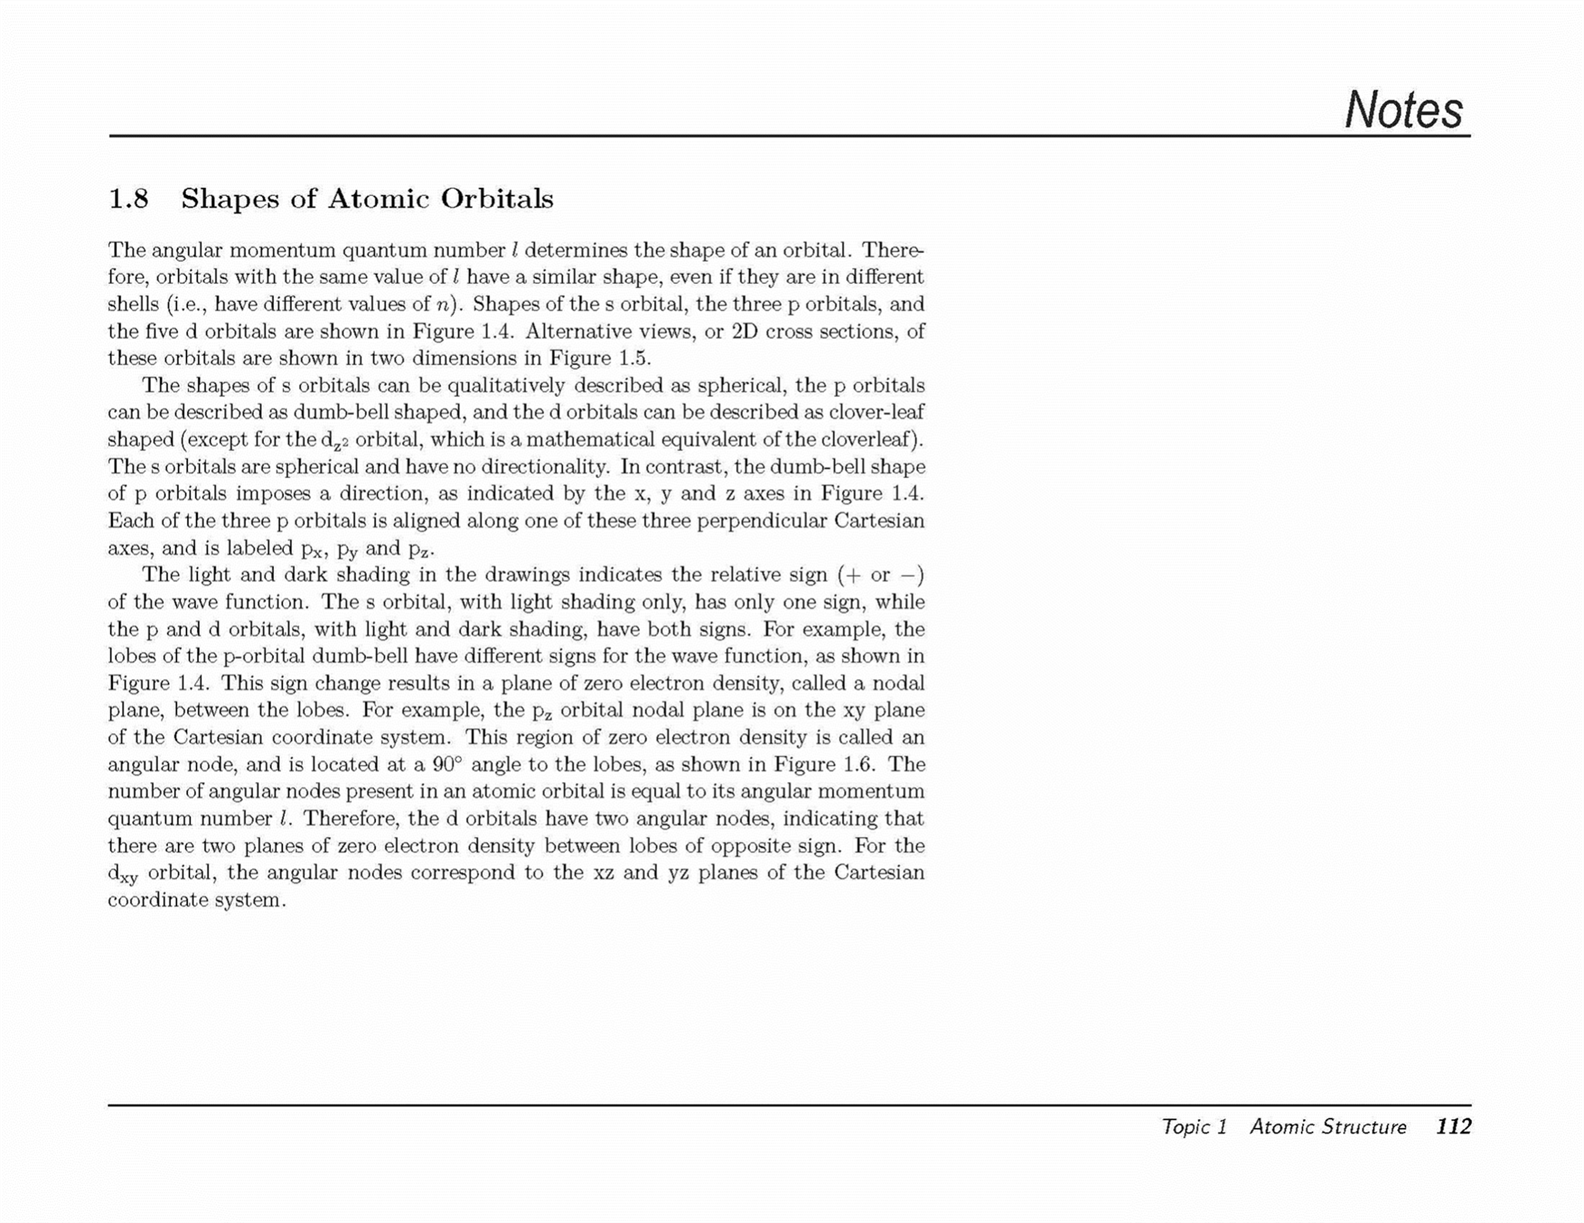 Notes
1.8 Shapes of Atomic Orbitals
The angular momentum quantum number l determines the shape of an orbital. There-
fore, orbitals with the same value of l have a similar shape, even if they are in different
shells (i.e., have different values of n). Shapes of the s orbital, the three p orbitals, and
the five d orbitals are shown in Figure 1.4. Alternative views, or 2D cross sections, of
these orbitals are shown in two dimensions in Figure 1.5.
The shapes of s orbitals can be qualitatively described as spherical, the p orbitals
can be described as dumb-bell shaped, and the d orbitals can be described as clover-leaf
shaped (except for the d_z² orbital, which is a mathematical equivalent of the cloverleaf).
The s orbitals are spherical and have no directionality. In contrast, the dumb-bell shape
of p orbitals imposes a direction, as indicated by the x, y and z axes in Figure 1.4.
Each of the three p orbitals is aligned along one of these three perpendicular Cartesian
axes, and is labeled p_x, p_y and p_z.
The light and dark shading in the drawings indicates the relative sign (+ or −)
of the wave function. The s orbital, with light shading only, has only one sign, while
the p and d orbitals, with light and dark shading, have both signs. For example, the
lobes of the p-orbital dumb-bell have different signs for the wave function, as shown in
Figure 1.4. This sign change results in a plane of zero electron density, called a nodal
plane, between the lobes. For example, the p_z orbital nodal plane is on the xy plane
of the Cartesian coordinate system. This region of zero electron density is called an
angular node, and is located at a 90° angle to the lobes, as shown in Figure 1.6. The
number of angular nodes present in an atomic orbital is equal to its angular momentum
quantum number l. Therefore, the d orbitals have two angular nodes, indicating that
there are two planes of zero electron density between lobes of opposite sign. For the
d_xy orbital, the angular nodes correspond to the xz and yz planes of the Cartesian
coordinate system.
Topic 1 Atomic Structure 112